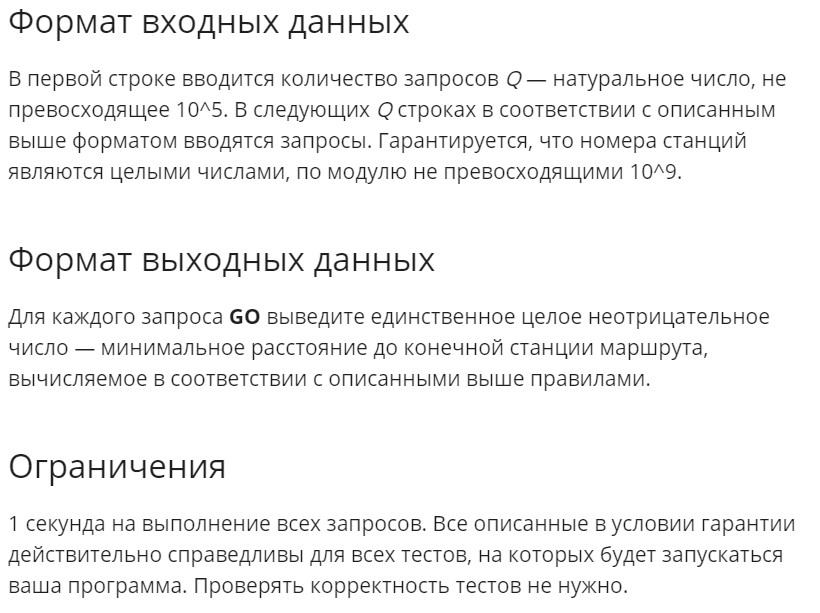 Формат входных данных
В первой строке вводится количество запросов Q — натуральное число, не
превосходящее 10^5. В следующих Q строках в соответствии с описанным
выше форматом вводятся запросы. Гарантируется, что номера станций
являются целыми числами, по модулю не превосходящими 10^9.
Формат выходных данных
Для каждого запроса GO выведите единственное целое неотрицательное
число — минимальное расстояние до конечной станции маршрута,
вычисляемое в соответствии с описанными выше правилами.
Ограничения
1 секунда на выполнение всех запросов. Все описанные в условии гарантии
действительно справедливы для всех тестов, на которых будет запускаться
ваша программа. Проверять корректность тестов не нужно.